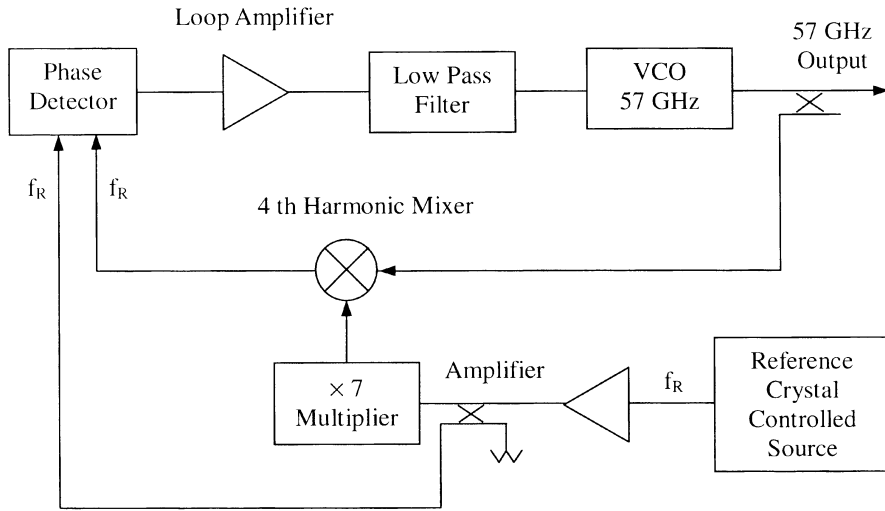 Loop Amplifier
57 GHz
Output
Phase
Detector
Low Pass
Filter
VCO
57 GHz
f_R
f_R
4 th Harmonic Mixer
× 7
Multiplier
Amplifier
f_R
Reference
Crystal
Controlled
Source